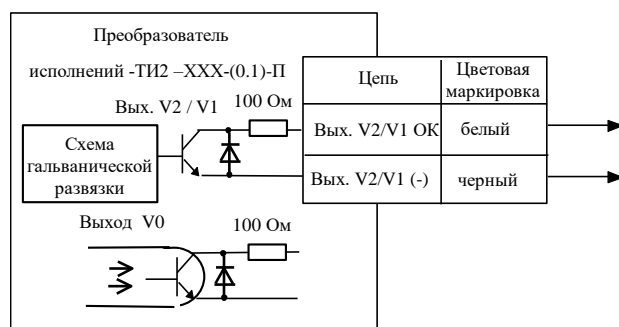 Преобразователь
исполнений -ТИ2 –ХХХ-(0.1)-П
Вых. V2 / V1
100 Ом
Схема
гальванической
развязки
Выход V0
100 Ом
Цепь
Цветовая
маркировка
Вых. V2/V1 ОК
белый
Вых. V2/V1 (-)
черный